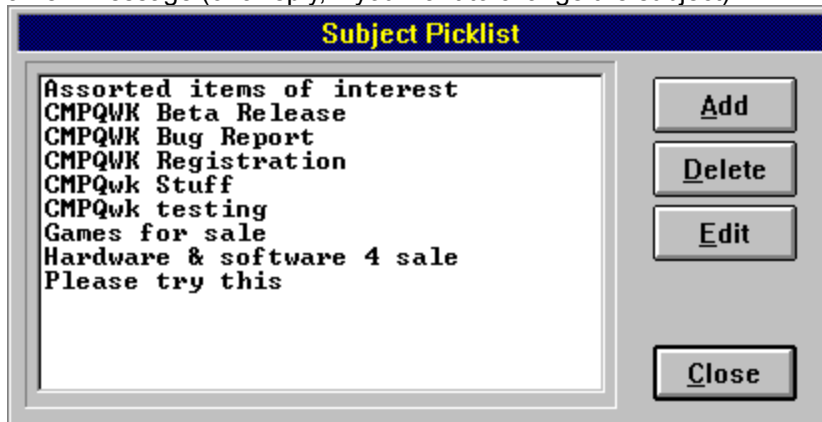 Subject Picklist
Assorted items of interest
CMPQWK Beta Release
CMPQWK Bug Report
CMPQWK Registration
CMPQwk Stuff
CMPQwk testing
Games for sale
Hardware & software 4 sale
Please try this
Add
Delete
Edit
Close